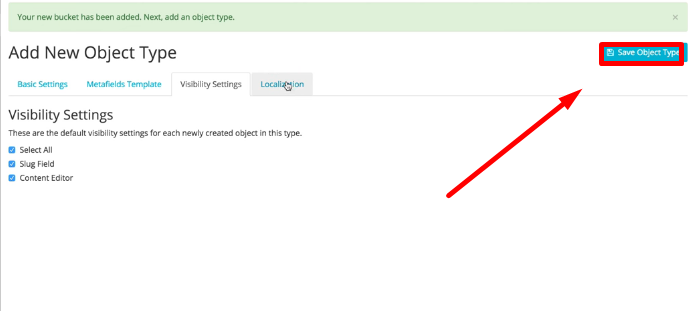 Your new bucket has been added. Next, add an object type.
×
Add New Object Type
Save Object Type
Basic Settings
Metafields Template
Visibility Settings
Localization
Visibility Settings
These are the default visibility settings for each newly created object in this type.
Select All
Slug Field
Content Editor